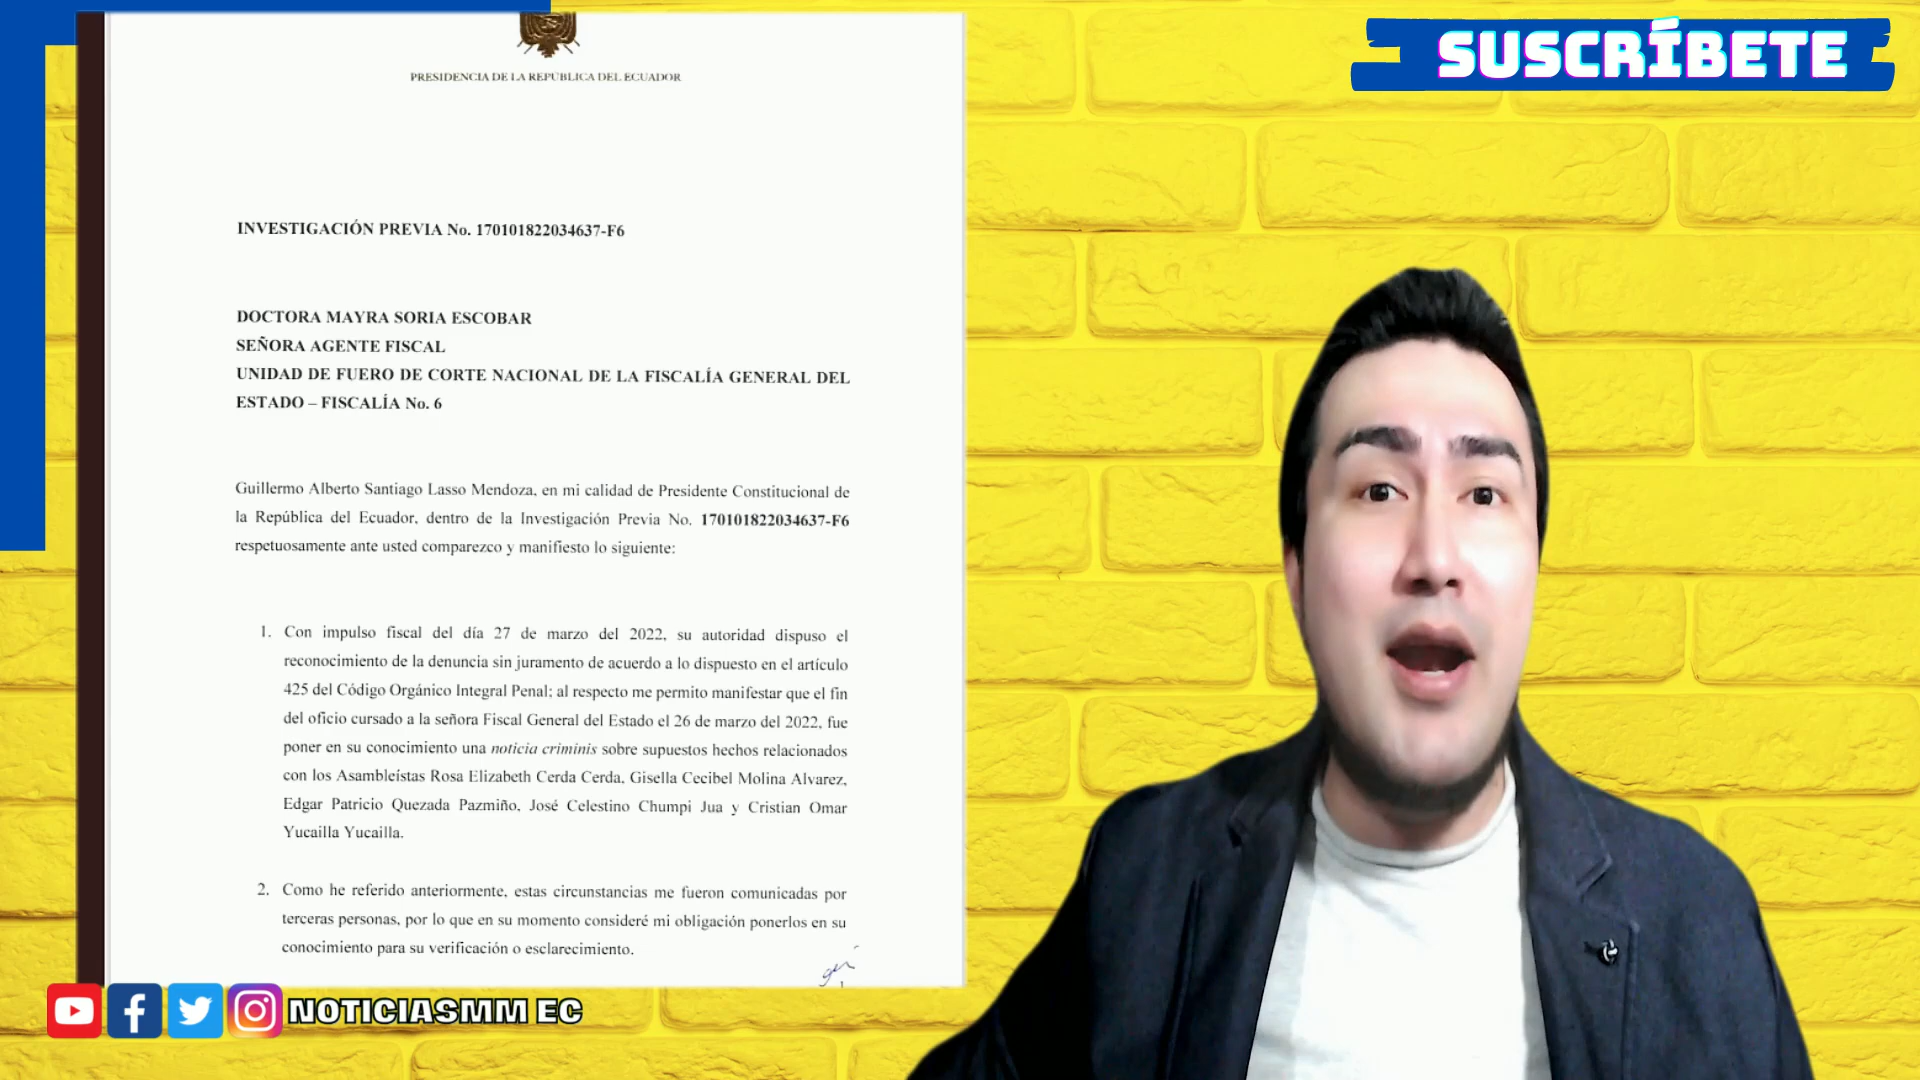 SUSCRÍBETE
PRESIDENCIA DE LA REPÚBLICA DEL ECUADOR
INVESTIGACIÓN PREVIA No. 170101822034637-F6
DOCTORA MAYRA SORIA ESCOBAR
SEÑORA AGENTE FISCAL
UNIDAD DE FUERO DE CORTE NACIONAL DE LA FISCALÍA GENERAL DEL
ESTADO – FISCALÍA No. 6
Guillermo Alberto Santiago Lasso Mendoza, en mi calidad de Presidente Constitucional de
la República del Ecuador, dentro de la Investigación Previa No. 170101822034637-F6
respetuosamente ante usted comparezco y manifiesto lo siguiente:
1. Con impulso fiscal del día 27 de marzo del 2022, su autoridad dispuso el
reconocimiento de la denuncia sin juramento de acuerdo a lo dispuesto en el artículo
425 del Código Orgánico Integral Penal; al respecto me permito manifestar que el fin
del oficio cursado a la señora Fiscal General del Estado el 26 de marzo del 2022, fue
poner en su conocimiento una noticia criminis sobre supuestos hechos relacionados
con los Asambleístas Rosa Elizabeth Cerda Cerda, Gisella Cecibel Molina Alvarez,
Edgar Patricio Quezada Pazmiño, José Celestino Chumpi Jua y Cristian Omar
Yucailla Yucailla.
2. Como he referido anteriormente, estas circunstancias me fueron comunicadas por
terceras personas, por lo que en su momento consideré mi obligación ponerlos en su
conocimiento para su verificación o esclarecimiento.
NOTICIASMM EC